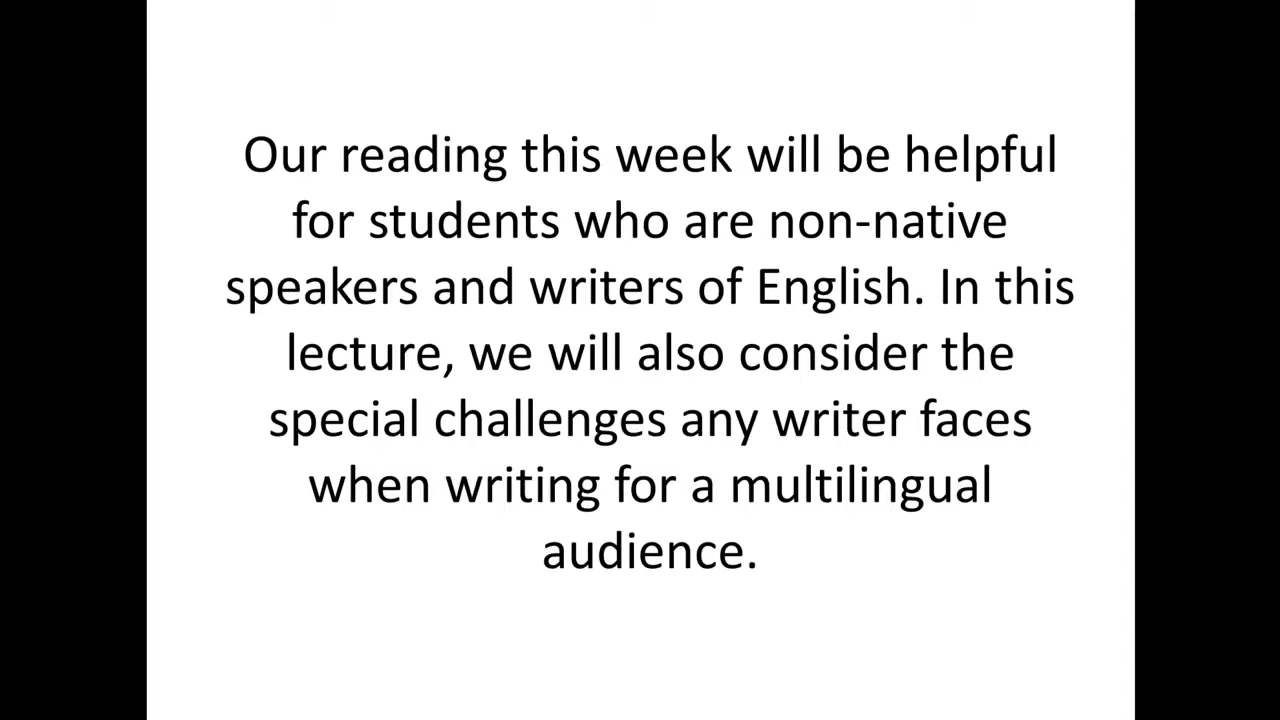 Our reading this week will be helpful
for students who are non-native
speakers and writers of English. In this
lecture, we will also consider the
special challenges any writer faces
when writing for a multilingual
audience.